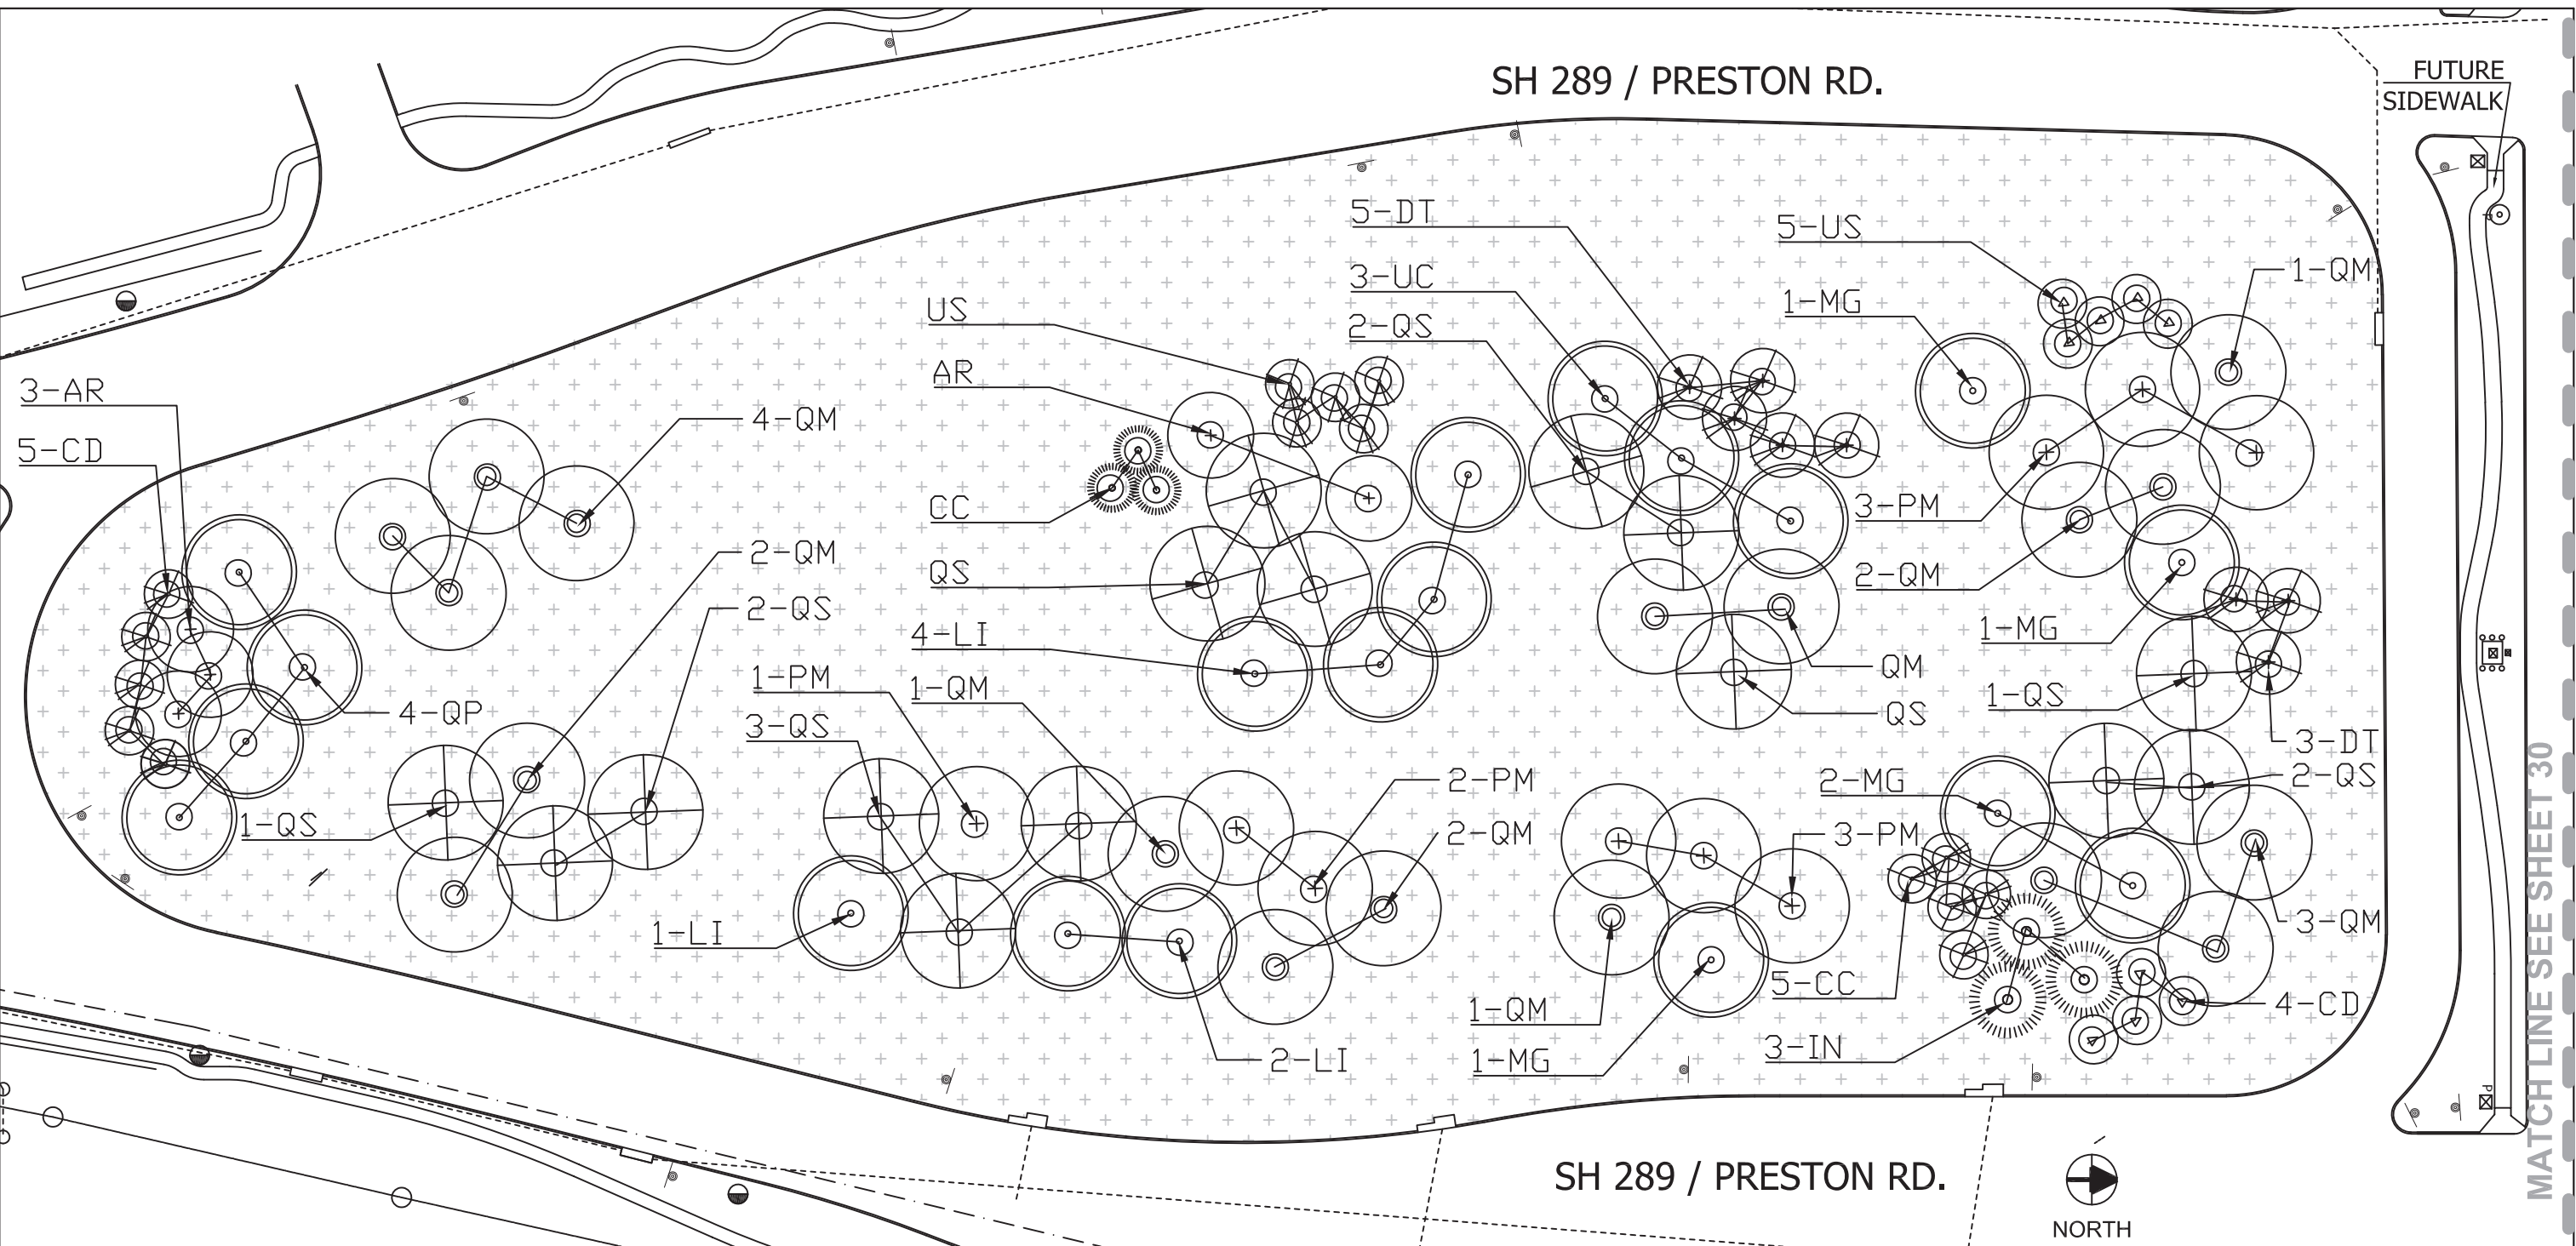 SH 289 / PRESTON RD.
FUTURE
SIDEWALK
5-DT
5-US
3-UC
1-QM
US
1-MG
2-QS
AR
3-AR
4-QM
5-CD
CC
3-PM
2-QM
QS
2-QM
2-QS
4-LI
1-MG
1-PM
1-QM
QM
4-QP
1-QS
QS
3-QS
3-DT
2-QS
2-PM
2-MG
1-QS
2-QM
3-PM
1-LI
3-QM
5-CC
4-CD
1-QM
3-IN
2-LI
1-MG
MATCH LINE SEE SHEET 30
P
SH 289 / PRESTON RD.
NORTH